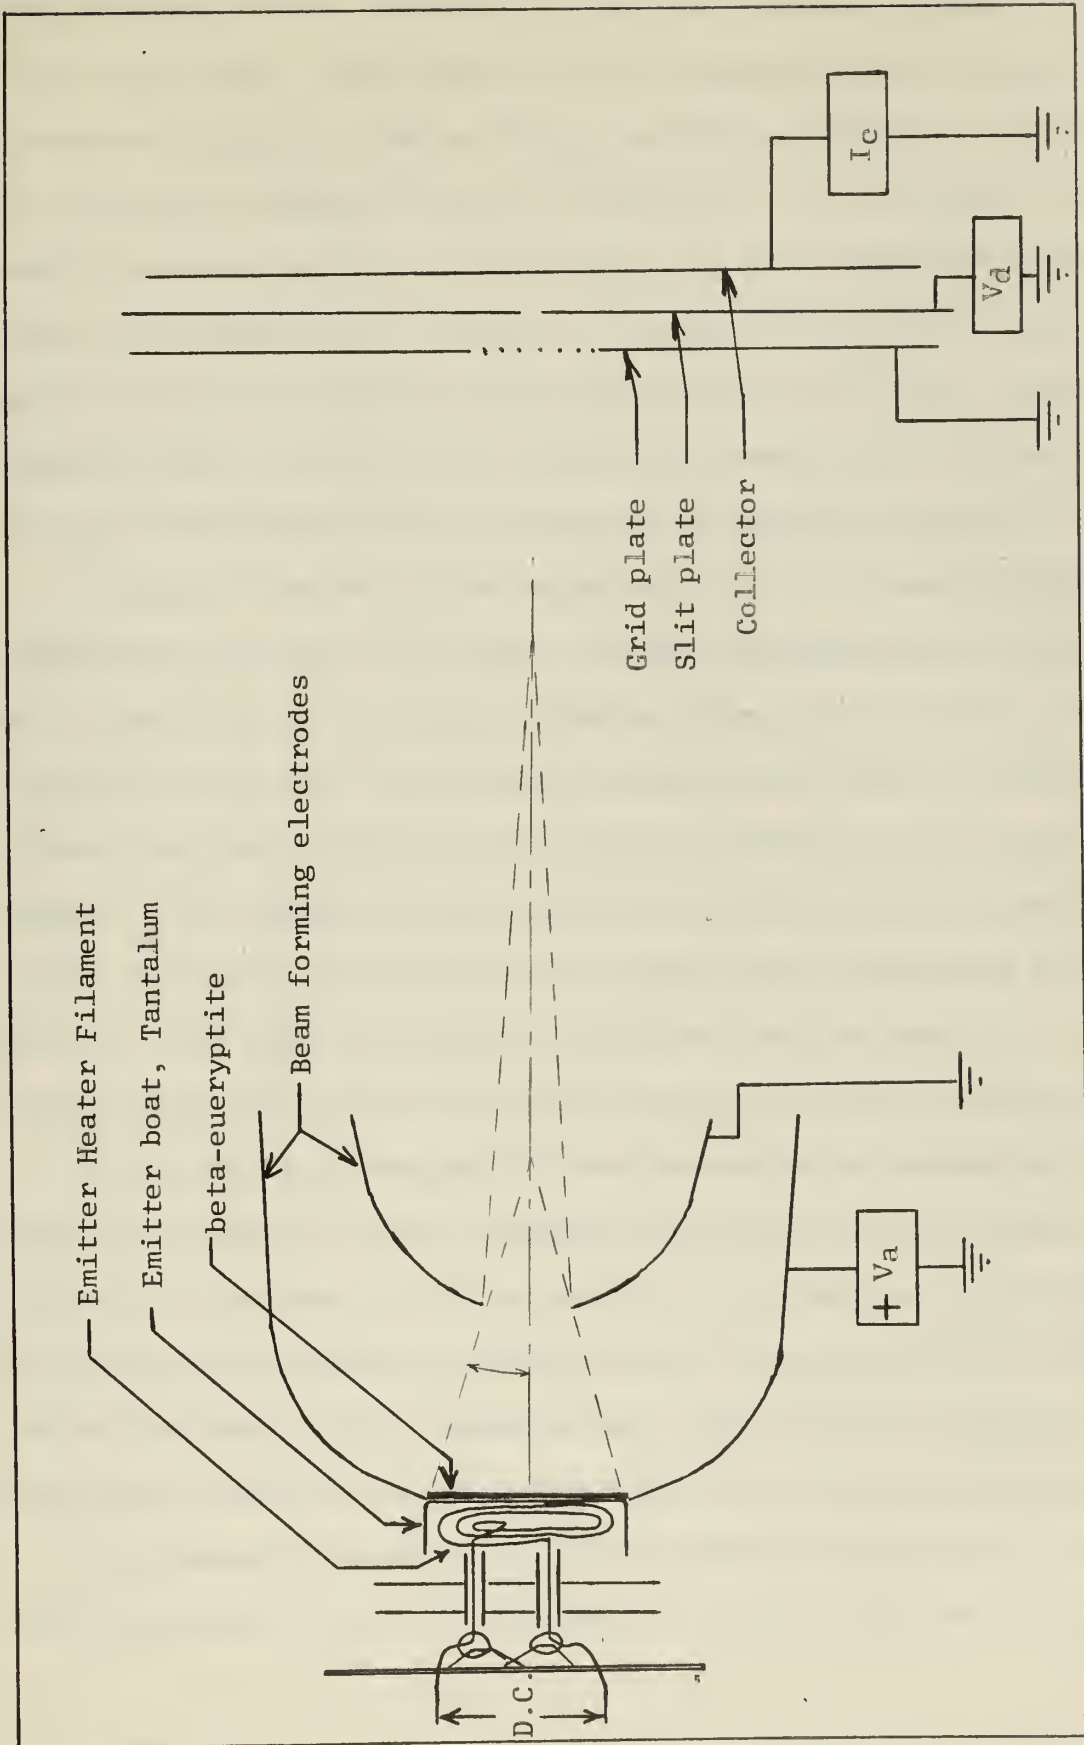 Emitter Heater Filament
Emitter boat, Tantalum
beta-eueryptite
Beam forming electrodes
Grid plate
Slit plate
Collector
D.C.
+ Va
Vd
Ic